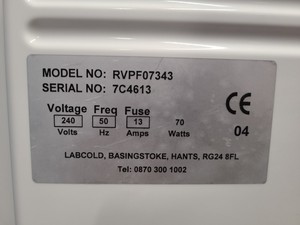 MODEL NO: RVPF07343
SERIAL NO: 7C4613
Voltage Freq Fuse
240 50 13 70
Volts Hz Amps Watts
CE
04
LABCOLD, BASINGSTOKE, HANTS, RG24 8FL
Tel: 0870 300 1002